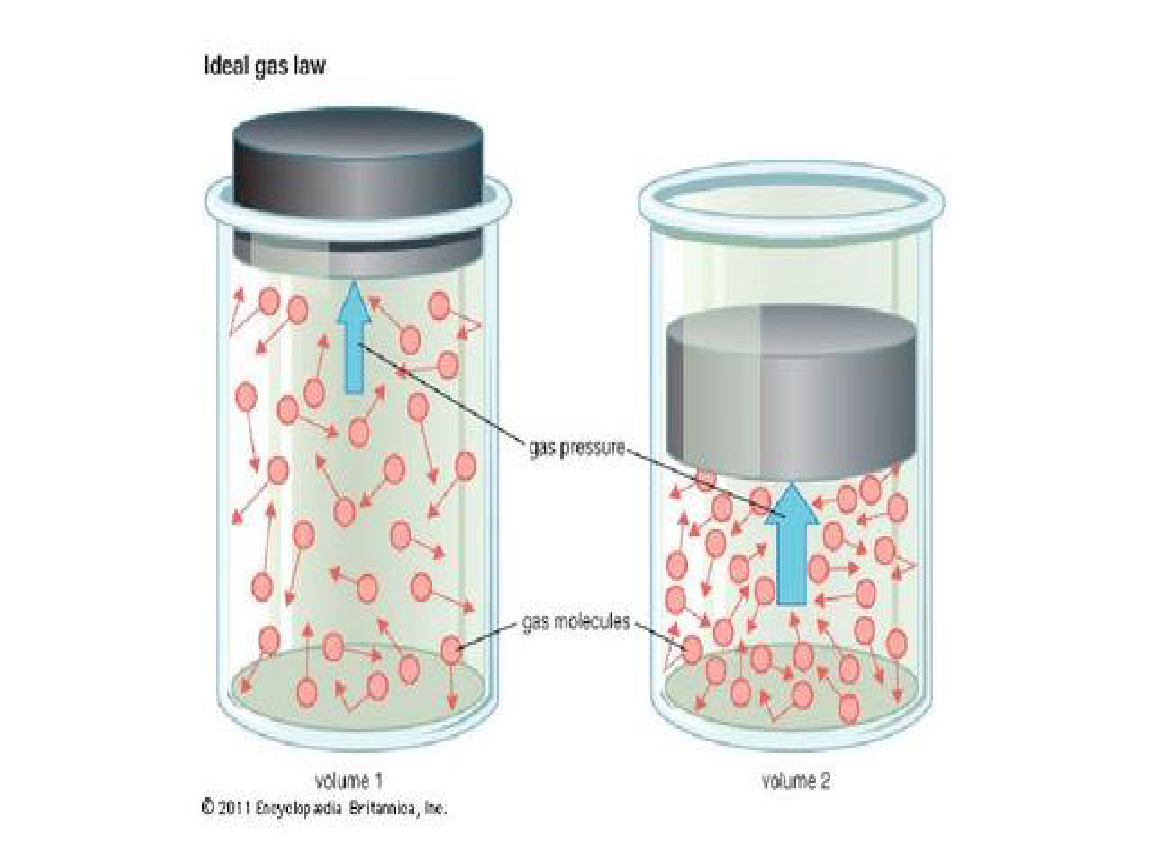 Ideal gas law
gas pressure
gas molecules
volume 1
volume 2
© 2011 Encyclopædia Britannica, Inc.